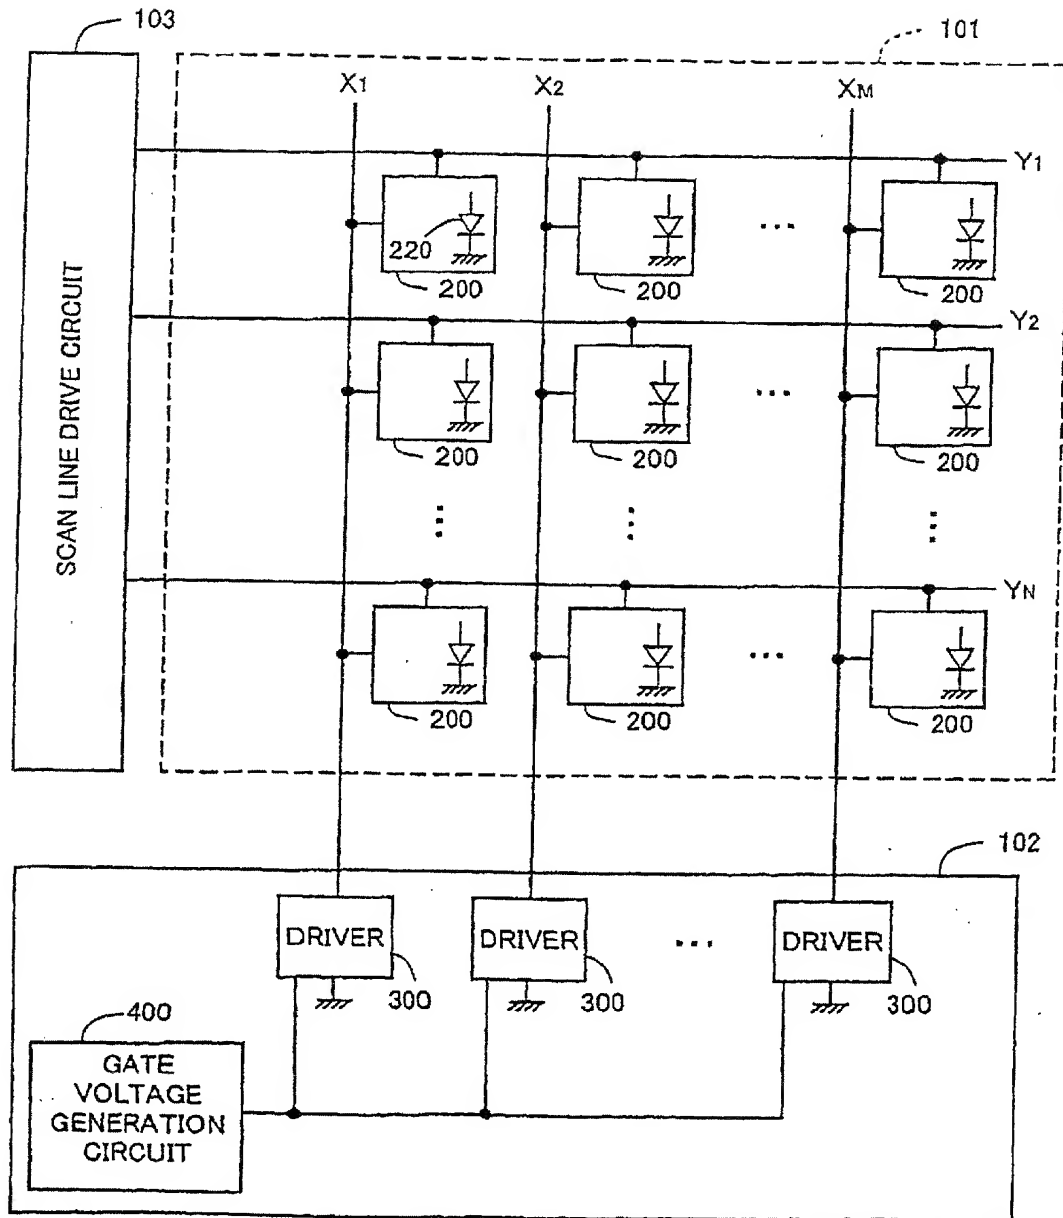 103
101
X1
X2
XM
Y1
220
200
200
200
Y2
200
200
200
SCAN LINE DRIVE CIRCUIT
YN
200
200
200
102
DRIVER
DRIVER
DRIVER
300
300
300
400
GATE
VOLTAGE
GENERATION
CIRCUIT